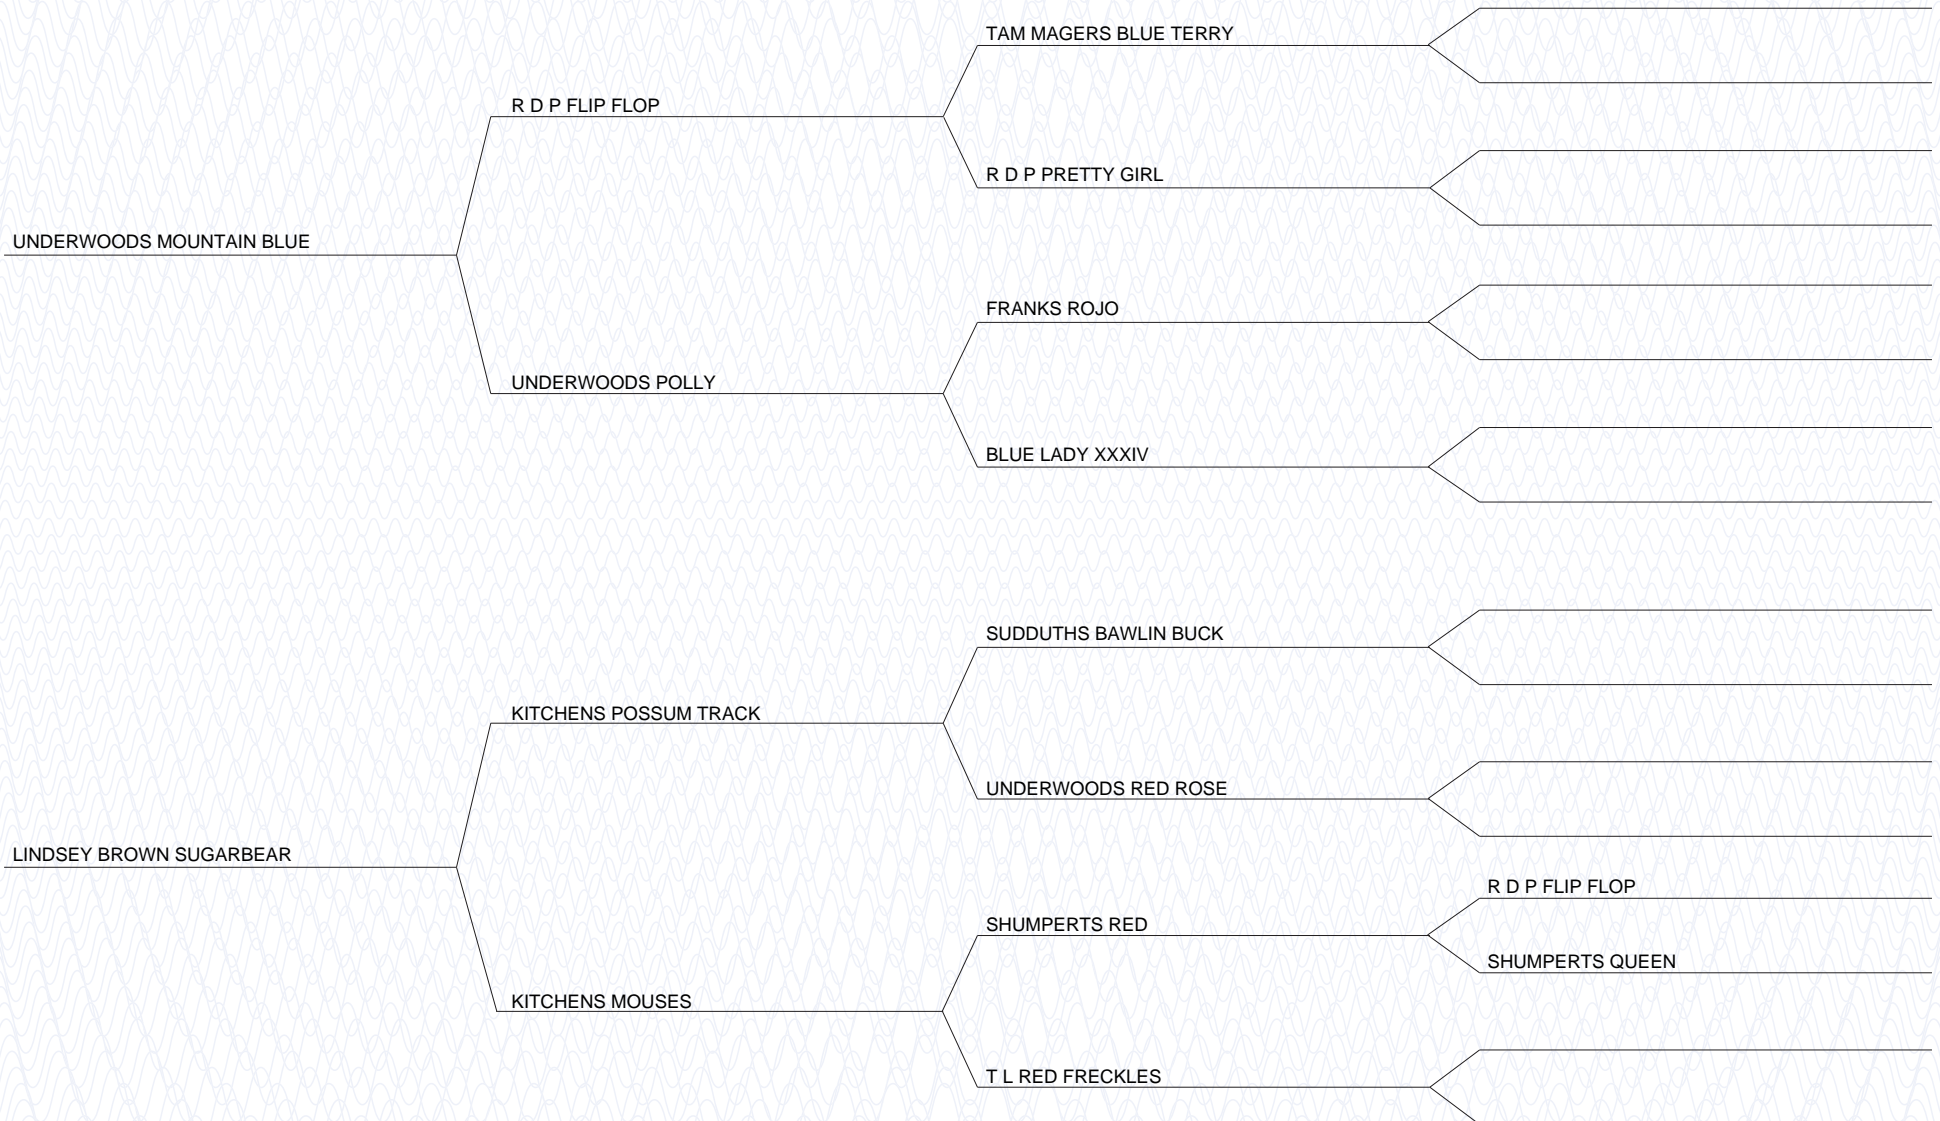 TAM MAGERS BLUE TERRY
R D P FLIP FLOP
R D P PRETTY GIRL
UNDERWOODS MOUNTAIN BLUE
FRANKS ROJO
UNDERWOODS POLLY
BLUE LADY XXXIV
SUDDUTHS BAWLIN BUCK
KITCHENS POSSUM TRACK
UNDERWOODS RED ROSE
LINDSEY BROWN SUGARBEAR
R D P FLIP FLOP
SHUMPERTS RED
SHUMPERTS QUEEN
KITCHENS MOUSES
T L RED FRECKLES